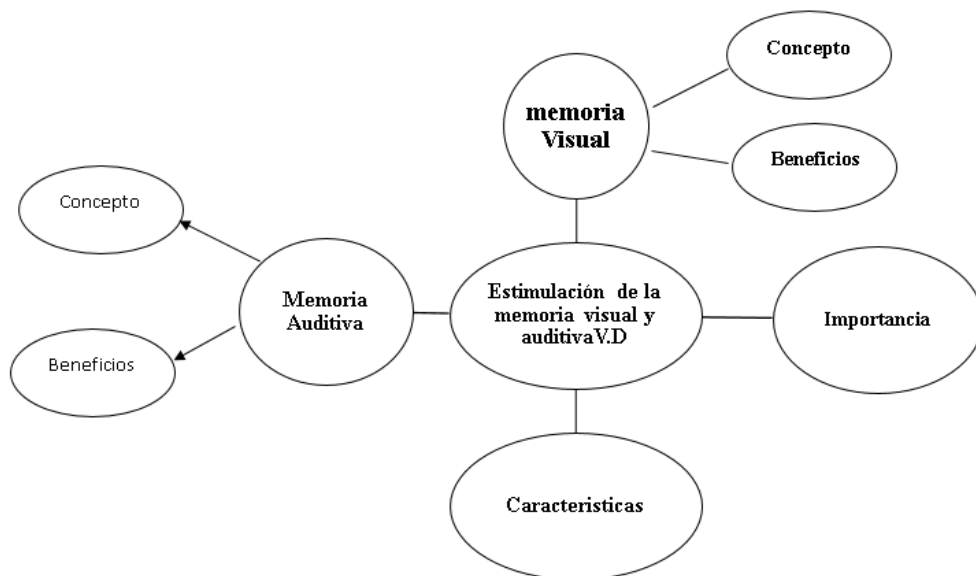 Concepto
memoria
Visual
Beneficios
Concepto
Memoria
Auditiva
Beneficios
Estimulación de la
memoria visual y
auditivaV.D
Importancia
Caracteristicas